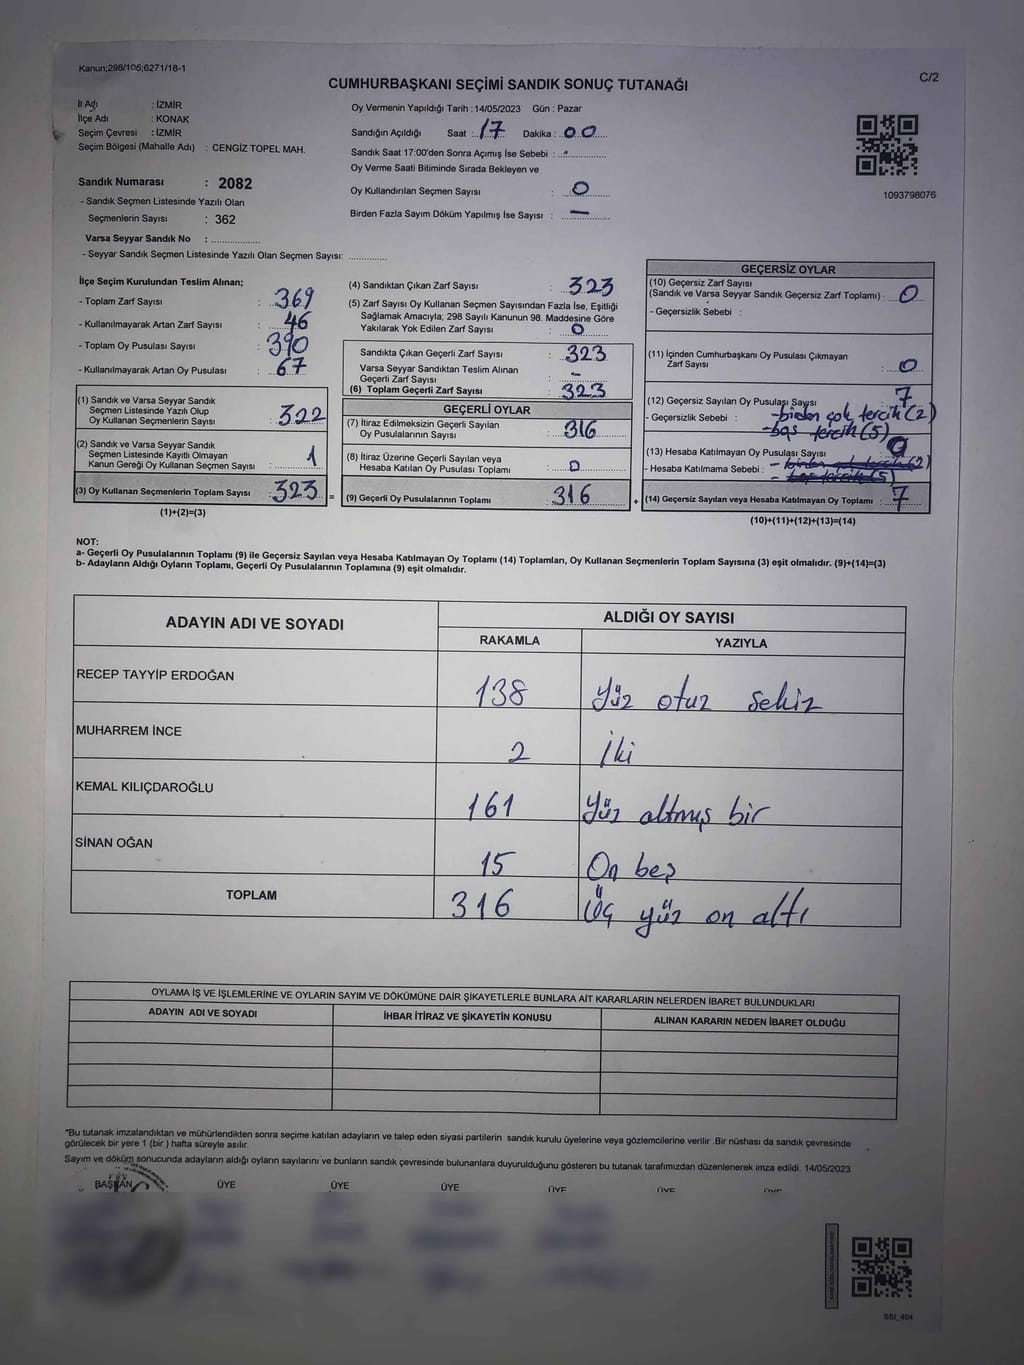 Kanun;298/105;6271/18-1
C/2
CUMHURBAŞKANI SEÇİMİ SANDIK SONUÇ TUTANAĞI
İl Adı : İZMİR
İlçe Adı : KONAK
Seçim Çevresi : İZMİR
Seçim Bölgesi (Mahalle Adı) : CENGİZ TOPEL MAH.
Sandık Numarası : 2082
- Sandık Seçmen Listesinde Yazılı Olan
Seçmenlerin Sayısı : 362
Varsa Seyyar Sandık No : ....................
- Seyyar Sandık Seçmen Listesinde Yazılı Olan Seçmen Sayısı: ...............
Oy Vermenin Yapıldığı Tarih : 14/05/2023 Gün : Pazar
Sandığın Açıldığı Saat : 17 Dakika : 00
Sandık Saat 17:00'den Sonra Açımış İse Sebebi :
Oy Verme Saati Bitiminde Sırada Bekleyen ve
Oy Kullandırılan Seçmen Sayısı : 0
Birden Fazla Sayım Döküm Yapılmış İse Sayısı : —
1093798076
İlçe Seçim Kurulundan Teslim Alınan;
- Toplam Zarf Sayısı : 369
- Kullanılmayarak Artan Zarf Sayısı : 46
- Toplam Oy Pusulası Sayısı : 390
- Kullanılmayarak Artan Oy Pusulası : 67
(1) Sandık ve Varsa Seyyar Sandık
Seçmen Listesinde Yazılı Olup
Oy Kullanan Seçmenlerin Sayısı : 322
(2) Sandık ve Varsa Seyyar Sandık
Seçmen Listesinde Kayıtlı Olmayan
Kanun Gereği Oy Kullanan Seçmen Sayısı : 1
(3) Oy Kullanan Seçmenlerin Toplam Sayısı : 323 =
(1)+(2)=(3)
(4) Sandıktan Çıkan Zarf Sayısı : 323
(5) Zarf Sayısı Oy Kullanan Seçmen Sayısından Fazla İse, Eşitliği
Sağlamak Amacıyla; 298 Sayılı Kanunun 98. Maddesine Göre
Yakılarak Yok Edilen Zarf Sayısı : 0
Sandıkta Çıkan Geçerli Zarf Sayısı : 323
Varsa Seyyar Sandıktan Teslim Alınan
Geçerli Zarf Sayısı : -
(6) Toplam Geçerli Zarf Sayısı : 323
GEÇERLİ OYLAR
(7) İtiraz Edilmeksizin Geçerli Sayılan
Oy Pusulalarının Sayısı : 316
(8) İtiraz Üzerine Geçerli Sayılan veya
Hesaba Katılan Oy Pusulası Toplamı : 0
(9) Geçerli Oy Pusulalarının Toplamı : 316 +
GEÇERSİZ OYLAR
(10) Geçersiz Zarf Sayısı
(Sandık ve Varsa Seyyar Sandık Geçersiz Zarf Toplamı) : 0
- Geçersizlik Sebebi :
(11) İçinden Cumhurbaşkanı Oy Pusulası Çıkmayan
Zarf Sayısı : 0
(12) Geçersiz Sayılan Oy Pusulası Sayısı 7
- Geçersizlik Sebebi : -birden çok tercih (2)
-boş tercih (5)
(13) Hesaba Katılmayan Oy Pusulası Sayısı : 0
- Hesaba Katılmama Sebebi : - birden çok tercih (2)
- boş tercih (5)
(14) Geçersiz Sayılan veya Hesaba Katılmayan Oy Toplamı : 7
(10)+(11)+(12)+(13)=(14)
NOT:
a- Geçerli Oy Pusulalarının Toplamı (9) ile Geçersiz Sayılan veya Hesaba Katılmayan Oy Toplamı (14) Toplamları, Oy Kullanan Seçmenlerin Toplam Sayısına (3) eşit olmalıdır. (9)+(14)=(3)
b- Adayların Aldığı Oyların Toplamı, Geçerli Oy Pusulalarının Toplamına (9) eşit olmalıdır.
ADAYIN ADI VE SOYADI
ALDIĞI OY SAYISI
RAKAMLA YAZIYLA
RECEP TAYYİP ERDOĞAN 138 Yüz otuz sekiz
MUHARREM İNCE 2 İki
KEMAL KILIÇDAROĞLU 161 Yüz altmış bir
SİNAN OĞAN 15 On beş
TOPLAM 316 Üç yüz on altı
OYLAMA İŞ VE İŞLEMLERİNE VE OYLARIN SAYIM VE DÖKÜMÜNE DAİR ŞİKAYETLERLE BUNLARA AİT KARARLARIN NELERDEN İBARET BULUNDUKLARI
ADAYIN ADI VE SOYADI İHBAR İTİRAZ VE ŞİKAYETİN KONUSU ALINAN KARARIN NEDEN İBARET OLDUĞU
*Bu tutanak imzalandıktan ve mühürlendikten sonra seçime katılan adayların ve talep eden siyasi partilerin sandık kurulu üyelerine veya gözlemcilerine verilir .Bir nüshası da sandık çevresinde
görülecek bir yere 1 (bir ) hafta süreyle asılır.
Sayım ve döküm sonucunda adayların aldığı oyların sayılarını ve bunların sandık çevresinde bulunanlara duyurulduğunu gösteren bu tutanak tarafımızdan düzenlenerek imza edildi. 14/05/2023
BAŞKAN ÜYE ÜYE ÜYE ÜYE ÜYE ÜYE
BBI_404